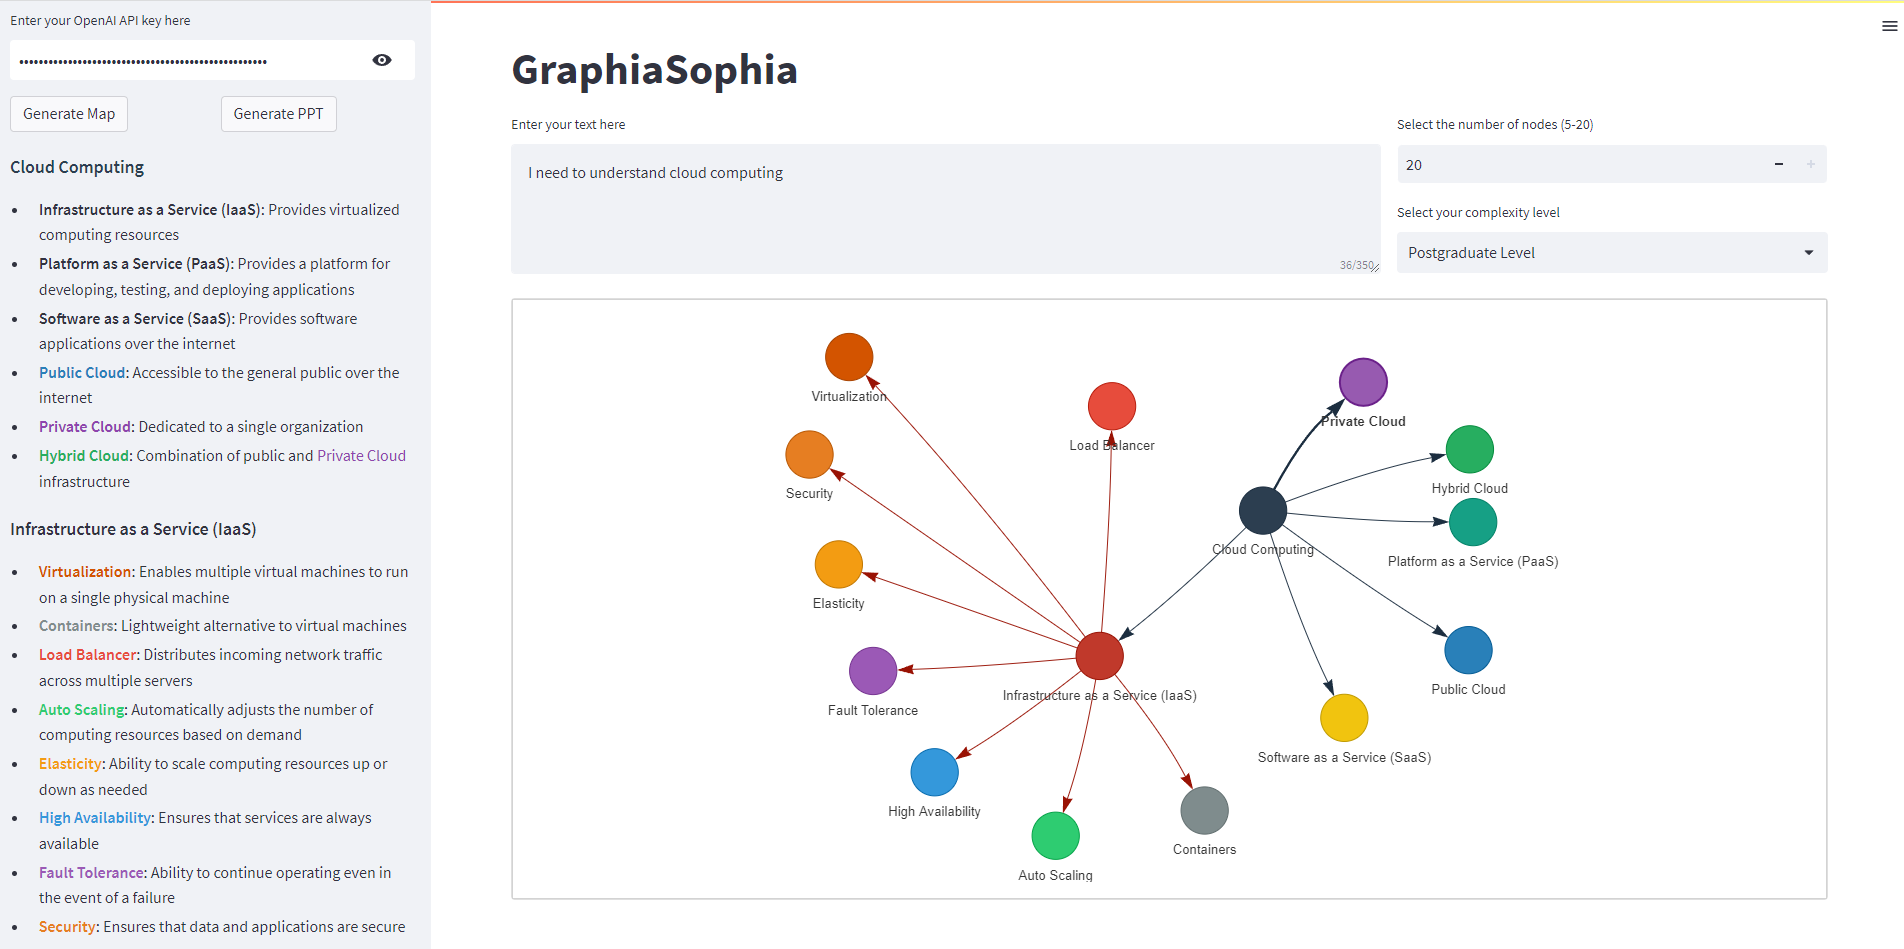 Enter your OpenAI API key here
Generate Map
Generate PPT
Cloud Computing
Infrastructure as a Service (IaaS): Provides virtualized
computing resources
Platform as a Service (PaaS): Provides a platform for
developing, testing, and deploying applications
Software as a Service (SaaS): Provides software
applications over the internet
Public Cloud: Accessible to the general public over the
internet
Private Cloud: Dedicated to a single organization
Hybrid Cloud: Combination of public and Private Cloud
infrastructure
Infrastructure as a Service (IaaS)
Virtualization: Enables multiple virtual machines to run
on a single physical machine
Containers: Lightweight alternative to virtual machines
Load Balancer: Distributes incoming network traffic
across multiple servers
Auto Scaling: Automatically adjusts the number of
computing resources based on demand
Elasticity: Ability to scale computing resources up or
down as needed
High Availability: Ensures that services are always
available
Fault Tolerance: Ability to continue operating even in
the event of a failure
Security: Ensures that data and applications are secure
GraphiaSophia
Enter your text here
I need to understand cloud computing
36/350
Select the number of nodes (5-20)
20
Select your complexity level
Postgraduate Level
Virtualization
Load Balancer
Private Cloud
Security
Hybrid Cloud
Cloud Computing
Platform as a Service (PaaS)
Elasticity
Public Cloud
Infrastructure as a Service (IaaS)
Fault Tolerance
Software as a Service (SaaS)
High Availability
Containers
Auto Scaling